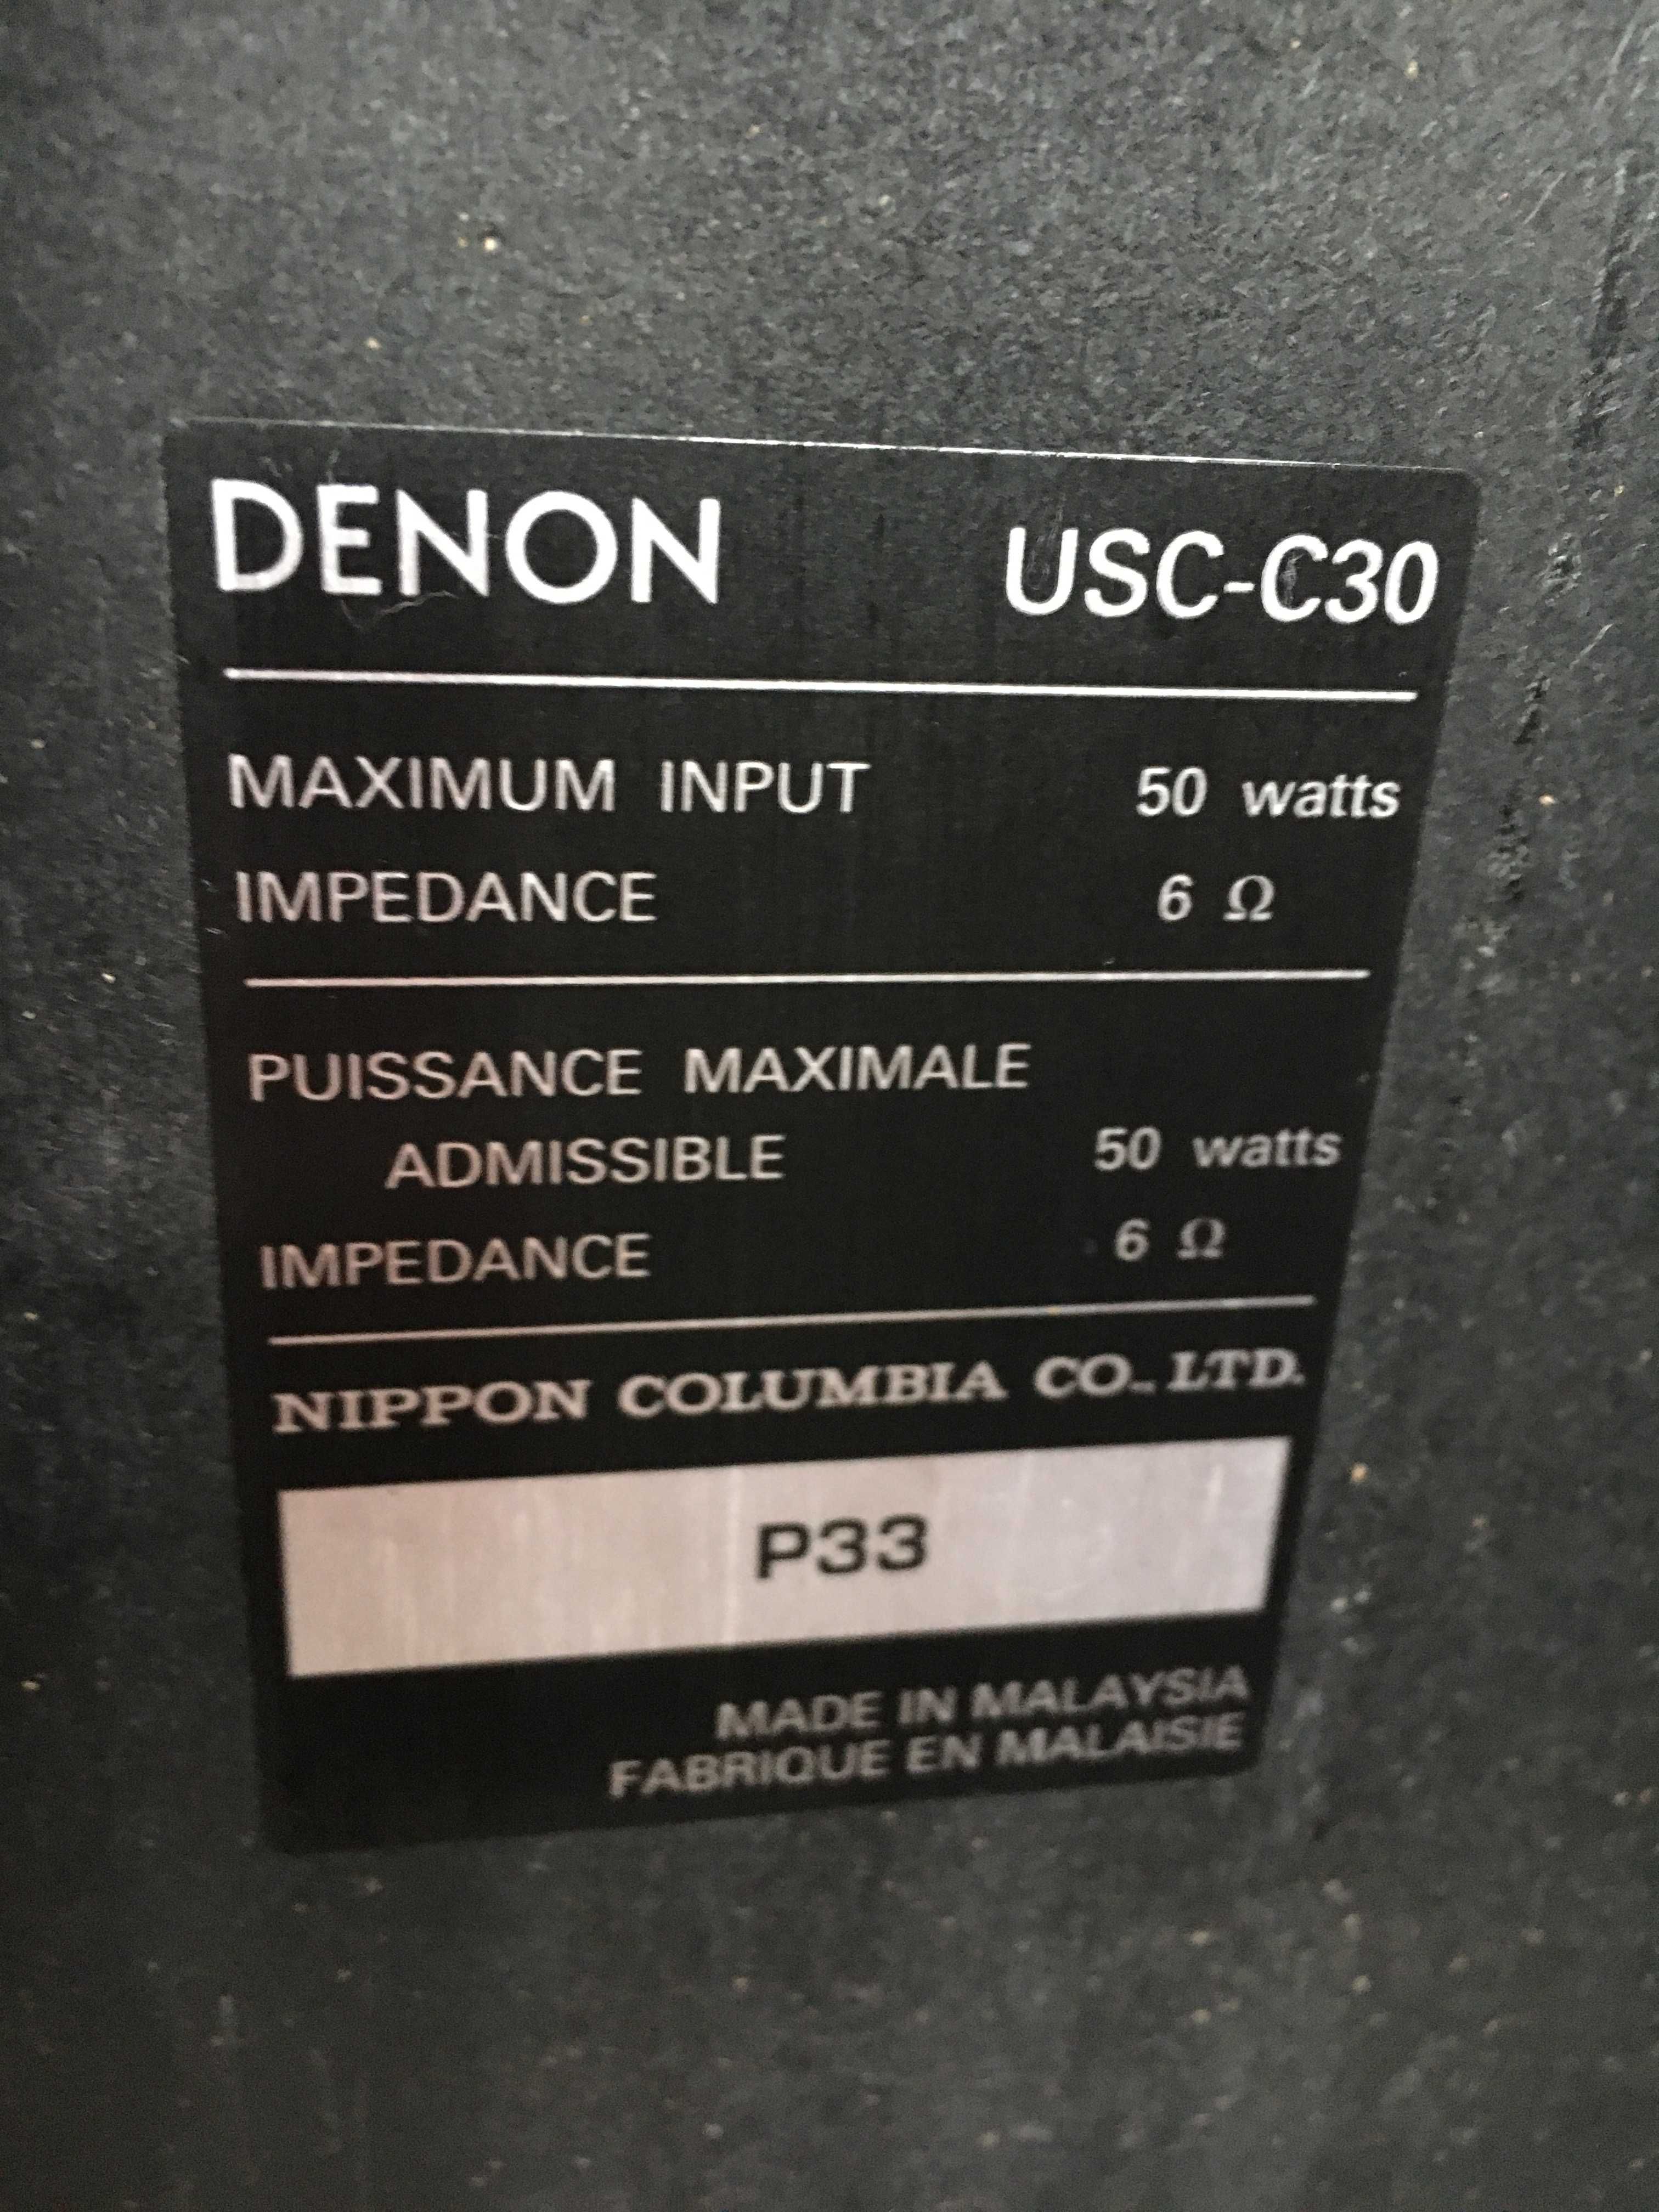 DENON USC-C30
MAXIMUM INPUT 50 watts
IMPEDANCE 6 Ω
PUISSANCE MAXIMALE
ADMISSIBLE 50 watts
IMPEDANCE 6 Ω
NIPPON COLUMBIA CO., LTD.
P33
MADE IN MALAYSIA
FABRIQUE EN MALAISIE